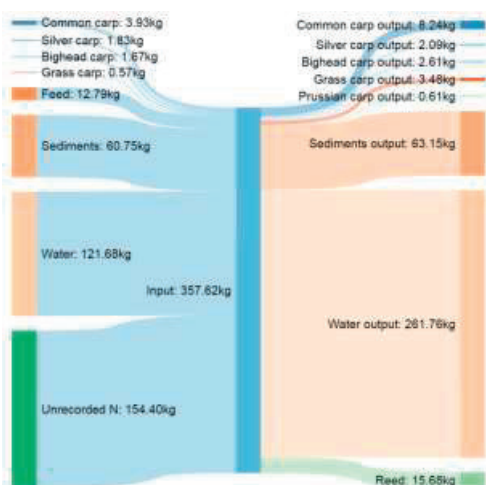 Common carp: 3.93kg
Silver carp: 1.83kg
Bighead carp: 1.67kg
Grass carp: 0.57kg
Feed: 12.79kg
Sediments: 60.75kg
Water: 121.68kg
Unrecorded N: 154.40kg
Input: 357.62kg
Common carp output: 8.24kg
Silver carp output: 2.09kg
Bighead carp output: 2.61kg
Grass carp output: 3.48kg
Prussian carp output: 0.61kg
Sediments output: 63.15kg
Water output: 261.76kg
Reed: 15.68kg